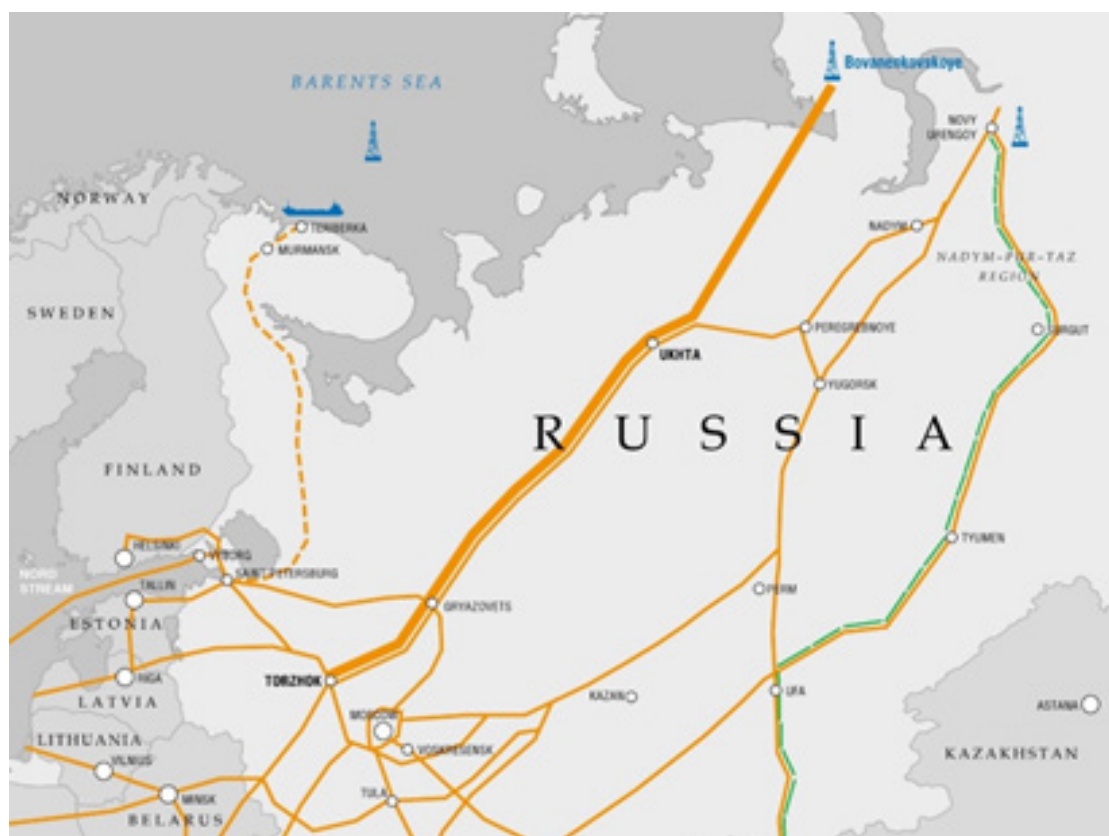 Bovanenkovskoye
BARENTS SEA
NOVY
URENGOY
NORWAY
TERIBERKA
MURMANSK
NADYM
NADYM-PUR-TAZ
REGION
SWEDEN
PEREGREBNOYE
SURGUT
UKHTA
YUGORSK
RUSSIA
FINLAND
HELSINKI
VYBORG
TYUMEN
NORD
STREAM
SAINT PETERSBURG
TALLIN
PERM
GRYAZOVETS
ESTONIA
RIGA
TORZHOK
UFA
KAZAN
LATVIA
ASTANA
MOSCOW
LITHUANIA
VOSKRESENSK
KAZAKHSTAN
VILNIUS
TULA
MINSK
BELARUS